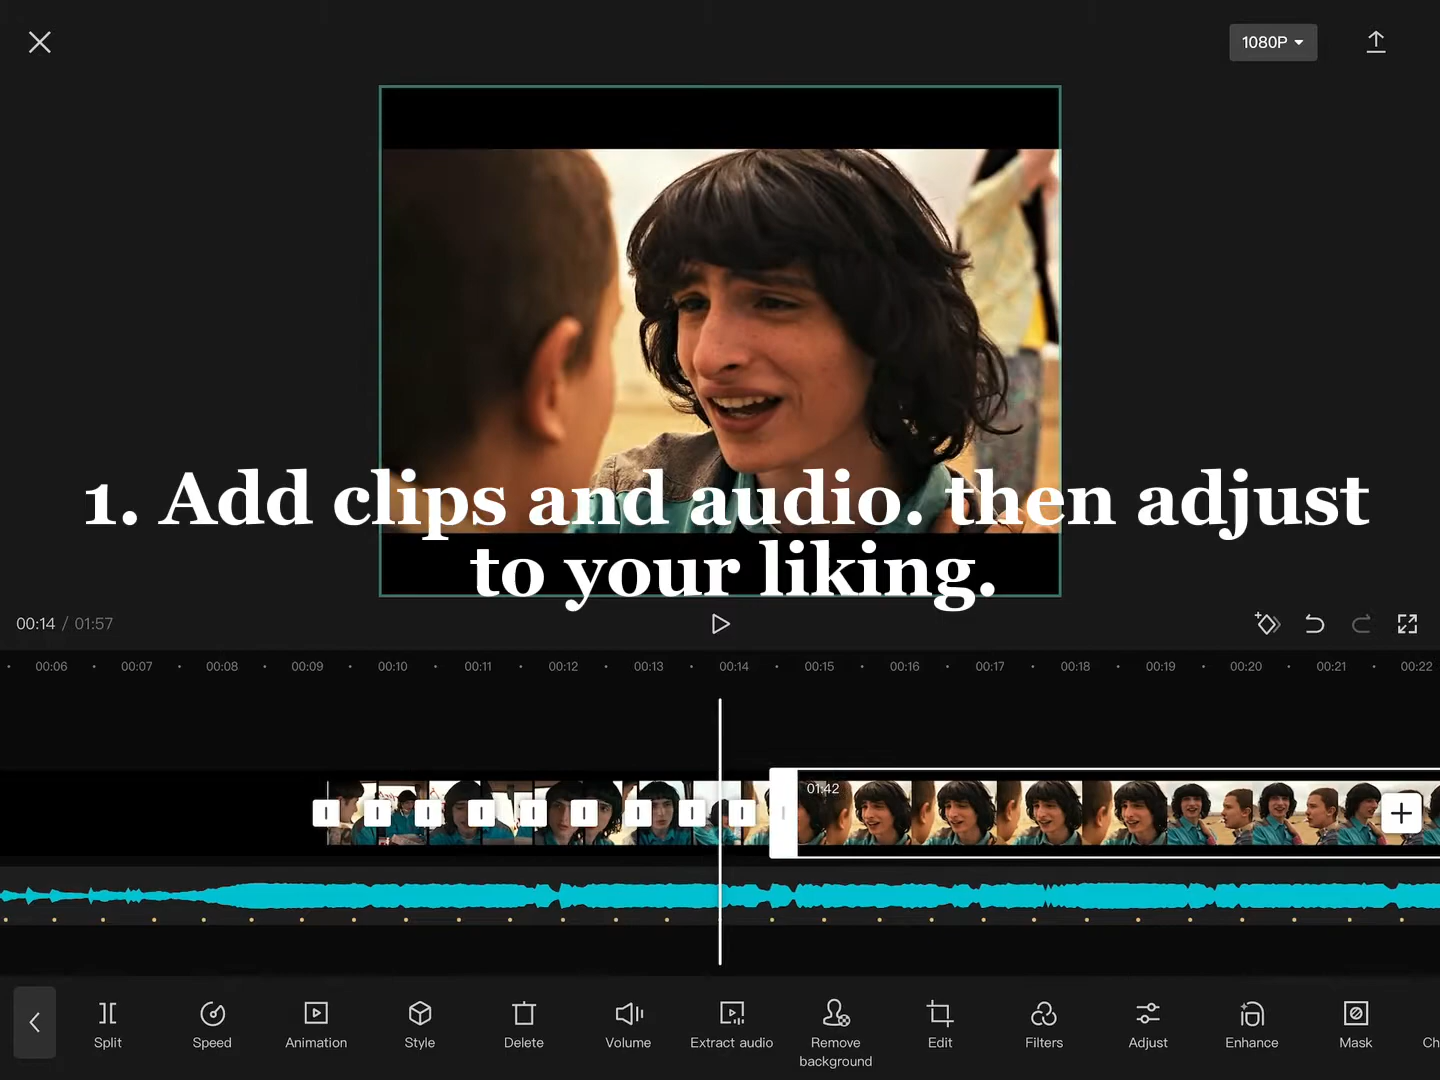 1080P
1. Add clips and audio. then adjust
to your liking.
00:14 / 01:57
00:06 00:07 00:08 00:09 00:10 00:11 00:12 00:13 00:14 00:15 00:16 00:17 00:18 00:19 00:20 00:21 00:22
01:42
Split Speed Animation Style Delete Volume Extract audio Remove Edit Filters Adjust Enhance Mask Ch
background